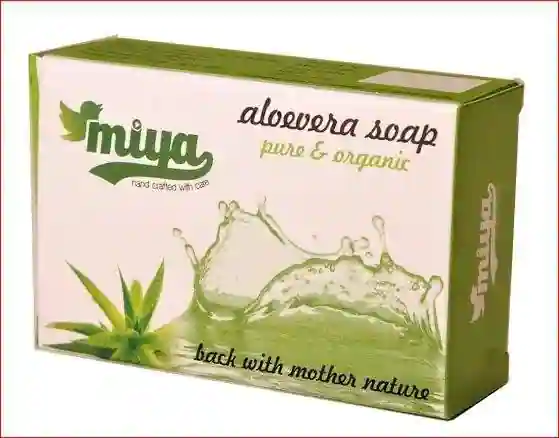 miya
hand crafted with care
aloevera soap
pure & organic
back with mother nature
miya